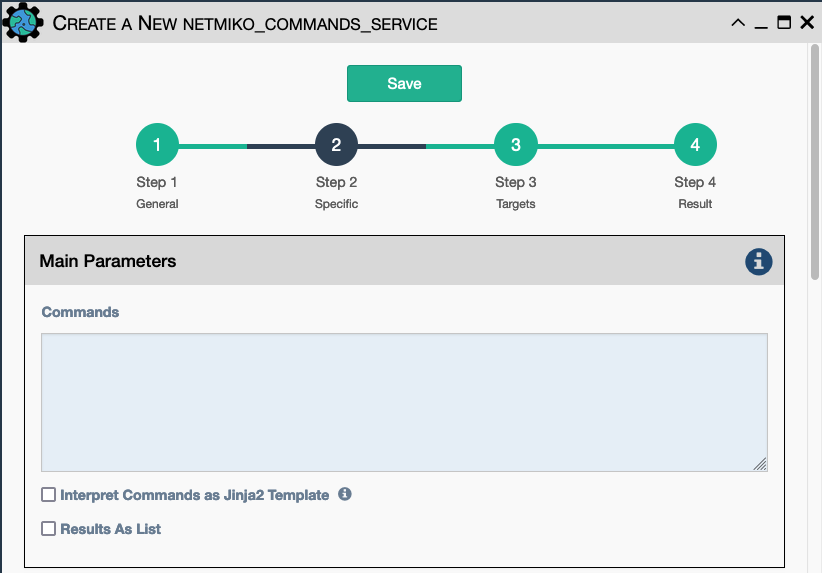 Create a New netmiko_commands_service
Save
1 2 3 4
Step 1 Step 2 Step 3 Step 4
General Specific Targets Result
Main Parameters
Commands
Interpret Commands as Jinja2 Template
Results As List